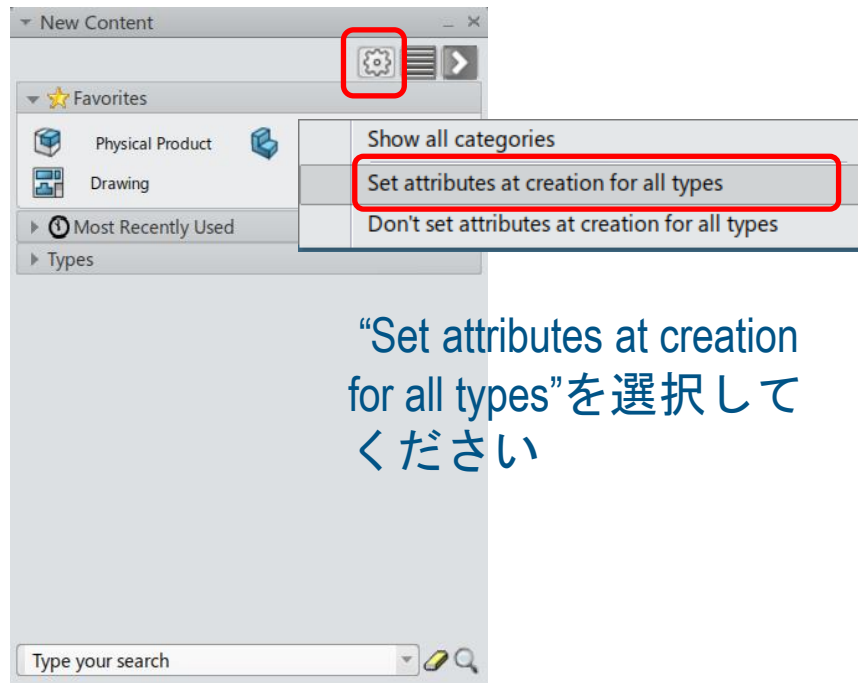 New Content
Favorites
Physical Product
Drawing
Show all categories
Set attributes at creation for all types
Don't set attributes at creation for all types
Most Recently Used
Types
“Set attributes at creation
for all types”を選択して
ください
Type your search